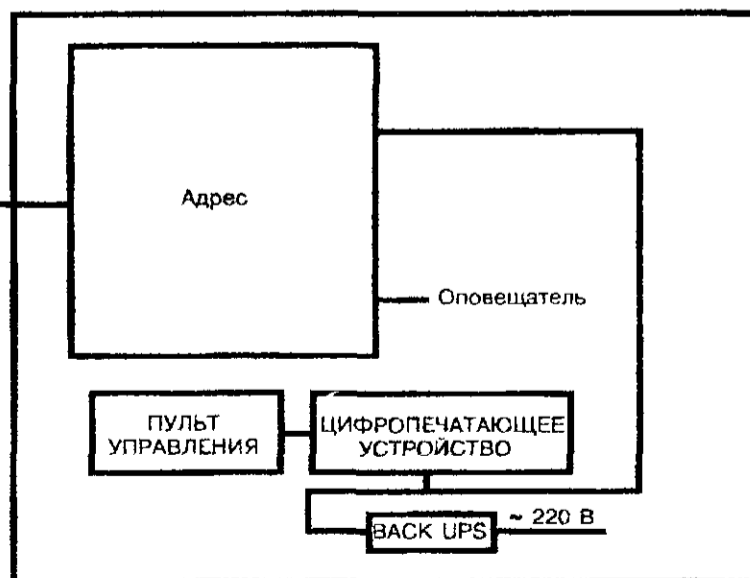 Адрес
Оповещатель
ПУЛЬТ
УПРАВЛЕНИЯ
ЦИФРОПЕЧАТАЮЩЕЕ
УСТРОЙСТВО
BACK UPS
~ 220 В